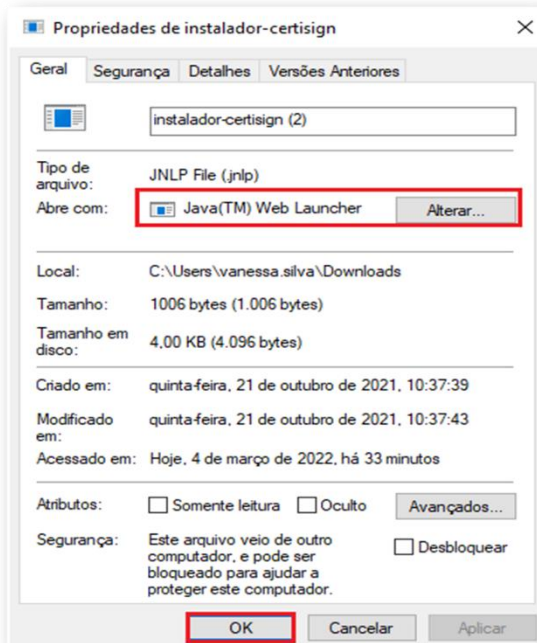 Propriedades de instalador-certisign
Geral Segurança Detalhes Versões Anteriores
instalador-certisign (2)
Tipo de
arquivo: JNLP File (.jnlp)
Abre com: Java(TM) Web Launcher Alterar...
Local: C:\Users\vanessa.silva\Downloads
Tamanho: 1006 bytes (1.006 bytes)
Tamanho em
disco: 4,00 KB (4.096 bytes)
Criado em: quinta-feira, 21 de outubro de 2021, 10:37:39
Modificado
em: quinta-feira, 21 de outubro de 2021, 10:37:43
Acessado em: Hoje, 4 de março de 2022, há 33 minutos
Atributos: Somente leitura Oculto Avançados...
Segurança: Este arquivo veio de outro
computador, e pode ser
bloqueado para ajudar a
proteger este computador.
Desbloquear
OK Cancelar Aplicar